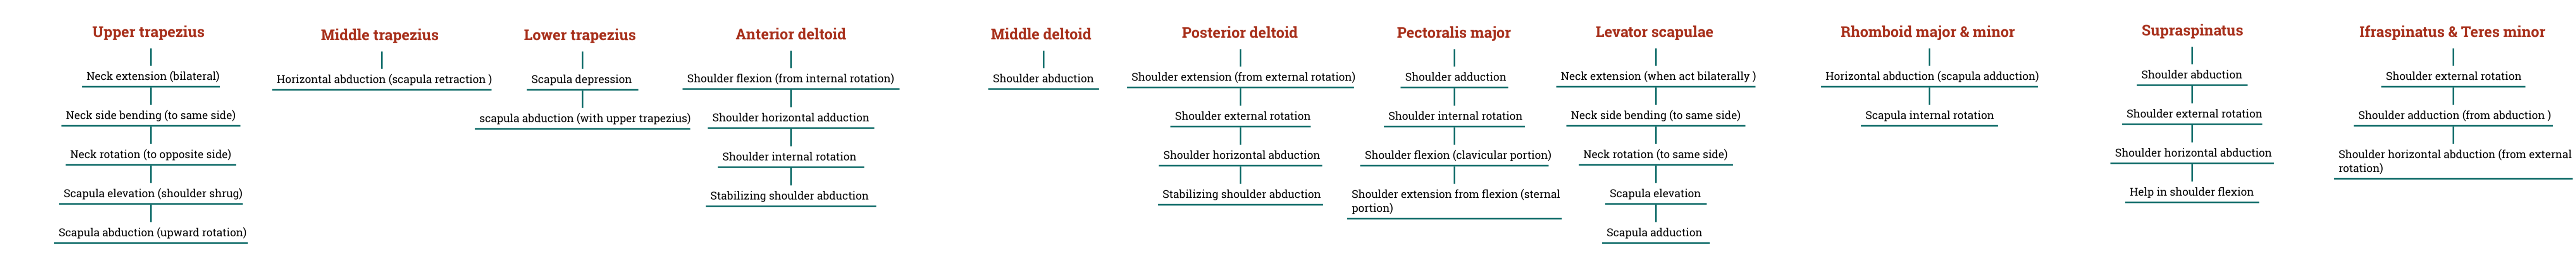 Upper trapezius
Neck extension (bilateral)
Neck side bending (to same side)
Neck rotation (to opposite side)
Scapula elevation (shoulder shrug)
Scapula abduction (upward rotation)
Middle trapezius
Horizontal abduction (scapula retraction )
Lower trapezius
Scapula depression
scapula abduction (with upper trapezius)
Anterior deltoid
Shoulder flexion (from internal rotation)
Shoulder horizontal adduction
Shoulder internal rotation
Stabilizing shoulder abduction
Middle deltoid
Shoulder abduction
Posterior deltoid
Shoulder extension (from external rotation)
Shoulder external rotation
Shoulder horizontal abduction
Stabilizing shoulder abduction
Pectoralis major
Shoulder adduction
Shoulder internal rotation
Shoulder flexion (clavicular portion)
Shoulder extension from flexion (sternal
portion)
Levator scapulae
Neck extension (when act bilaterally )
Neck side bending (to same side)
Neck rotation (to same side)
Scapula elevation
Scapula adduction
Rhomboid major & minor
Horizontal abduction (scapula adduction)
Scapula internal rotation
Supraspinatus
Shoulder abduction
Shoulder external rotation
Shoulder horizontal abduction
Help in shoulder flexion
Ifraspinatus & Teres minor
Shoulder external rotation
Shoulder adduction (from abduction )
Shoulder horizontal abduction (from external
rotation)